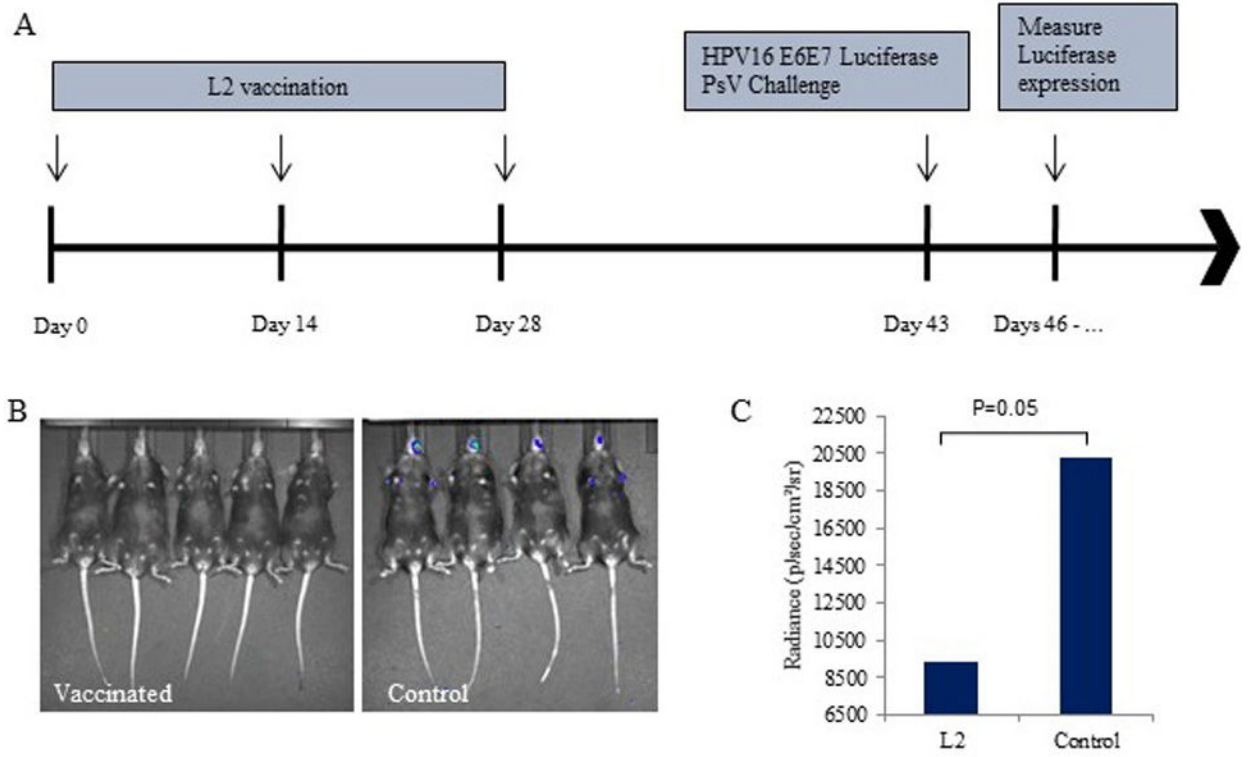 A
L2 vaccination
HPV16 E6E7 Luciferase
PsV Challenge
Measure
Luciferase
expression
Day 0
Day 14
Day 28
Day 43
Days 46 - ...
B
Vaccinated
Control
C
P=0.05
Radiance (p/sec/cm²/sr)
22500
20500
18500
16500
14500
12500
10500
8500
6500
L2
Control